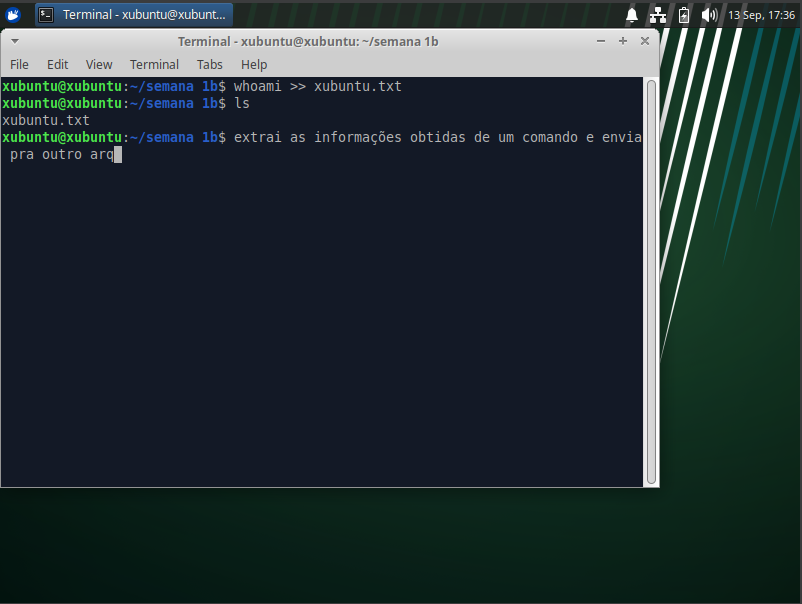 Terminal - xubuntu@xubunt...
13 Sep, 17:36
Terminal - xubuntu@xubuntu: ~/semana 1b
File Edit View Terminal Tabs Help
xubuntu@xubuntu:~/semana 1b$ whoami >> xubuntu.txt
xubuntu@xubuntu:~/semana 1b$ ls
xubuntu.txt
xubuntu@xubuntu:~/semana 1b$ extrai as informações obtidas de um comando e envia
pra outro arq